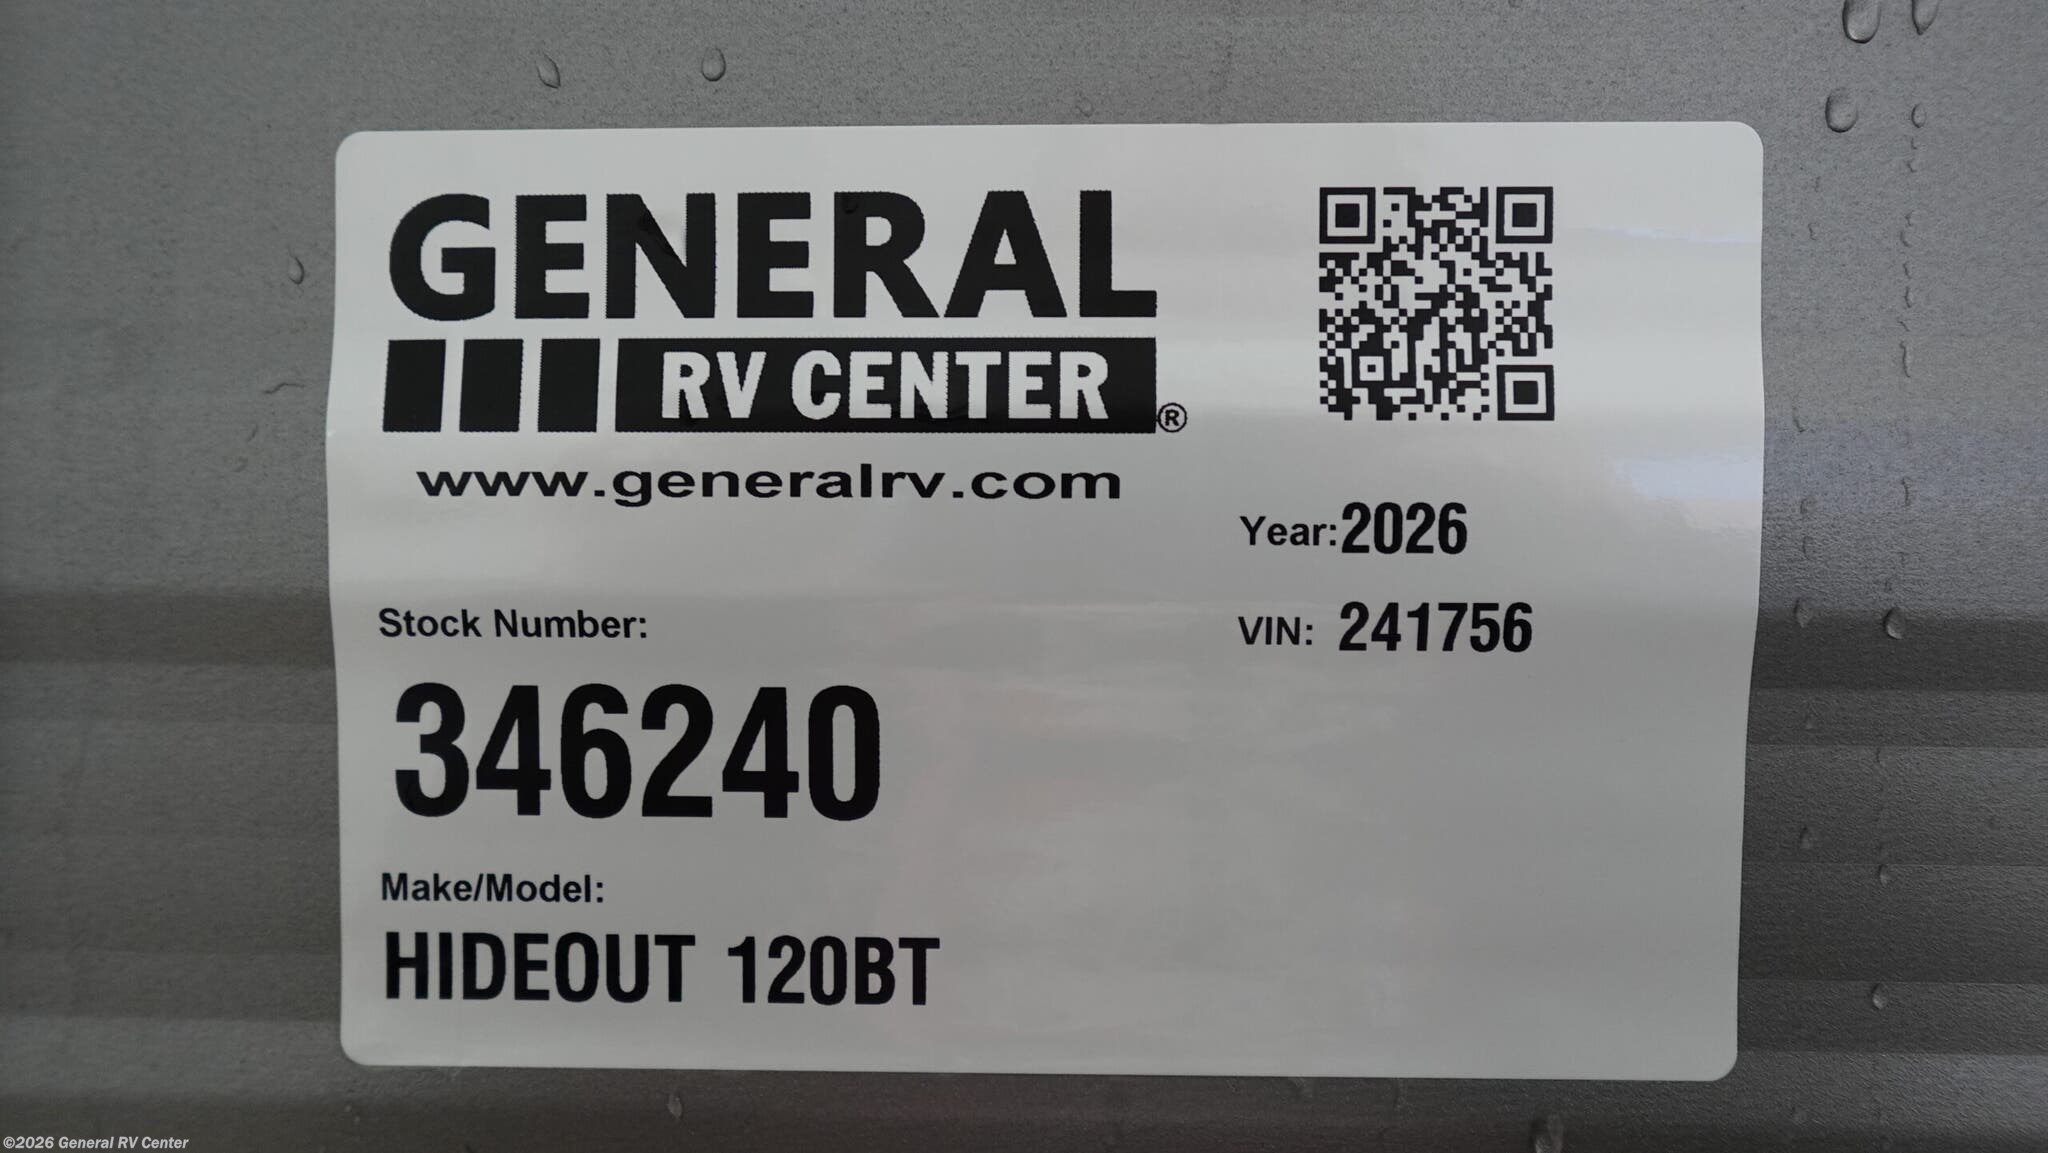 GENERAL
RV CENTER®
www.generalrv.com
Year: 2026
Stock Number:
VIN: 241756
346240
Make/Model:
HIDEOUT 120BT
©2026 General RV Center